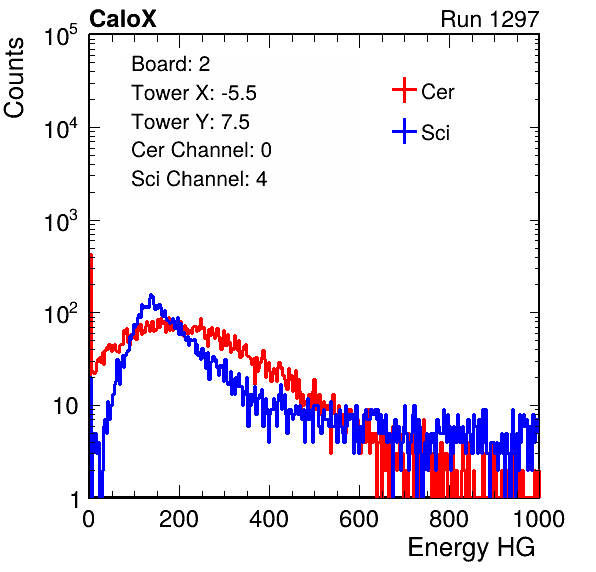 CaloX Run 1297
Counts
Board: 2
Tower X: -5.5
Tower Y: 7.5
Cer Channel: 0
Sci Channel: 4
Cer
Sci
10^5
10^4
10^3
10^2
10
1
0 200 400 600 800 1000
Energy HG